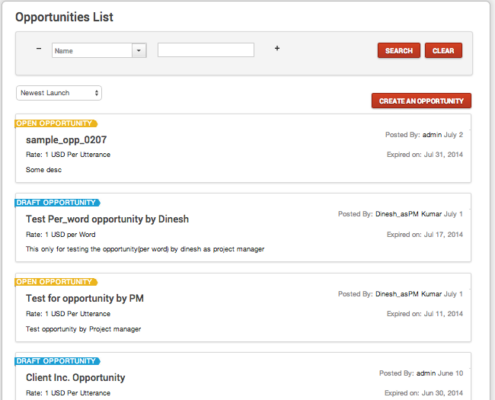 Opportunities List
− Name + SEARCH CLEAR
Newest Launch
CREATE AN OPPORTUNITY
OPEN OPPORTUNITY
sample_opp_0207 Posted By: admin July 2
Rate: 1 USD Per Utterance Expired on: Jul 31, 2014
Some desc
DRAFT OPPORTUNITY
Test Per_word opportunity by Dinesh Posted By: Dinesh_asPM Kumar July 1
Rate: 1 USD per Word Expired on: Jul 17, 2014
This only for testing the opportunity(per word) by dinesh as project manager
OPEN OPPORTUNITY
Test for opportunity by PM Posted By: Dinesh_asPM Kumar July 1
Rate: 1 USD Per Utterance Expired on: Jul 11, 2014
Test opportunity by Project manager
DRAFT OPPORTUNITY
Client Inc. Opportunity Posted By: admin June 10
Rate: 1 USD Per Utterance Expired on: Jun 30, 2014